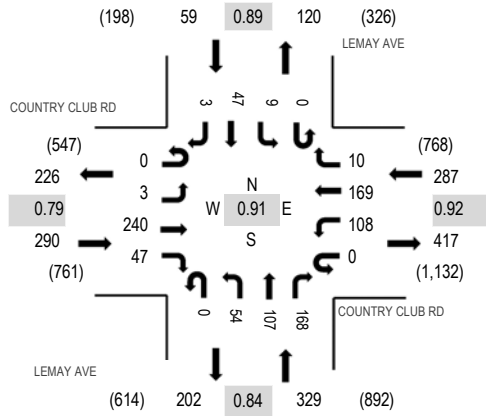 (198) 59 0.89 120 (326)
LEMAY AVE
3 47 9 0
COUNTRY CLUB RD
(547) (768)
226 0 10 287
N
0.79 3 W 0.91 E 169 0.92
240 108
290 S 417
47 0
(761) (1,132)
0 54 107 168
COUNTRY CLUB RD
LEMAY AVE
(614) 202 0.84 329 (892)